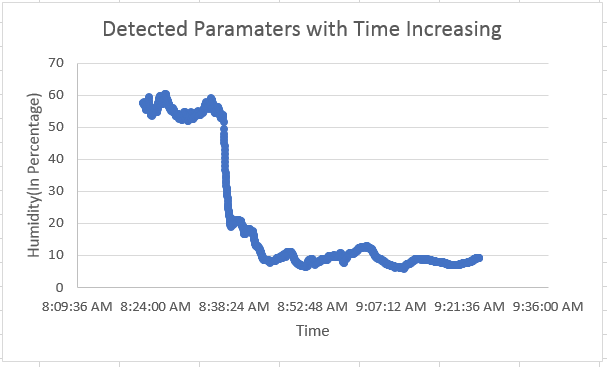 Detected Paramaters with Time Increasing
70
60
50
40
30
20
10
0
Humidity(In Percentage)
8:09:36 AM 8:24:00 AM 8:38:24 AM 8:52:48 AM 9:07:12 AM 9:21:36 AM 9:36:00 AM
Time